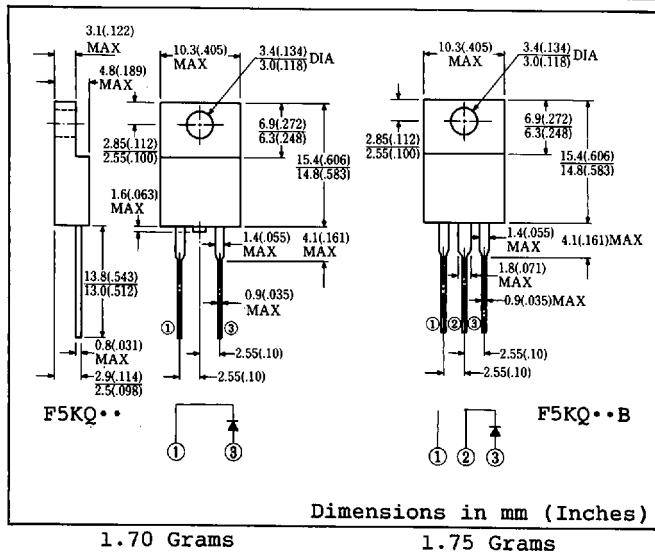 3.1(.122)
MAX
4.8(.189)
MAX
10.3(.405)
MAX
3.4(.134)
3.0(.118)
DIA
6.9(.272)
6.3(.248)
2.85(.112)
2.55(.100)
15.4(.606)
14.8(.583)
1.6(.063)
MAX
1.4(.055)
MAX
4.1(.161)
MAX
13.8(.543)
13.0(.512)
0.9(.035)
MAX
① ③
0.8(.031)
MAX
2.55(.10)
2.9(.114)
2.5(.098)
2.55(.10)
F5KQ••
① ③
10.3(.405)
MAX
3.4(.134)
3.0(.118)
DIA
6.9(.272)
6.3(.248)
2.85(.112)
2.55(.100)
15.4(.606)
14.8(.583)
1.4(.055)
MAX
4.1(.161)MAX
1.8(.071)
MAX
0.9(.035)MAX
① ② ③
2.55(.10)
2.55(.10)
F5KQ••B
① ② ③
Dimensions in mm (Inches)
1.70 Grams
1.75 Grams